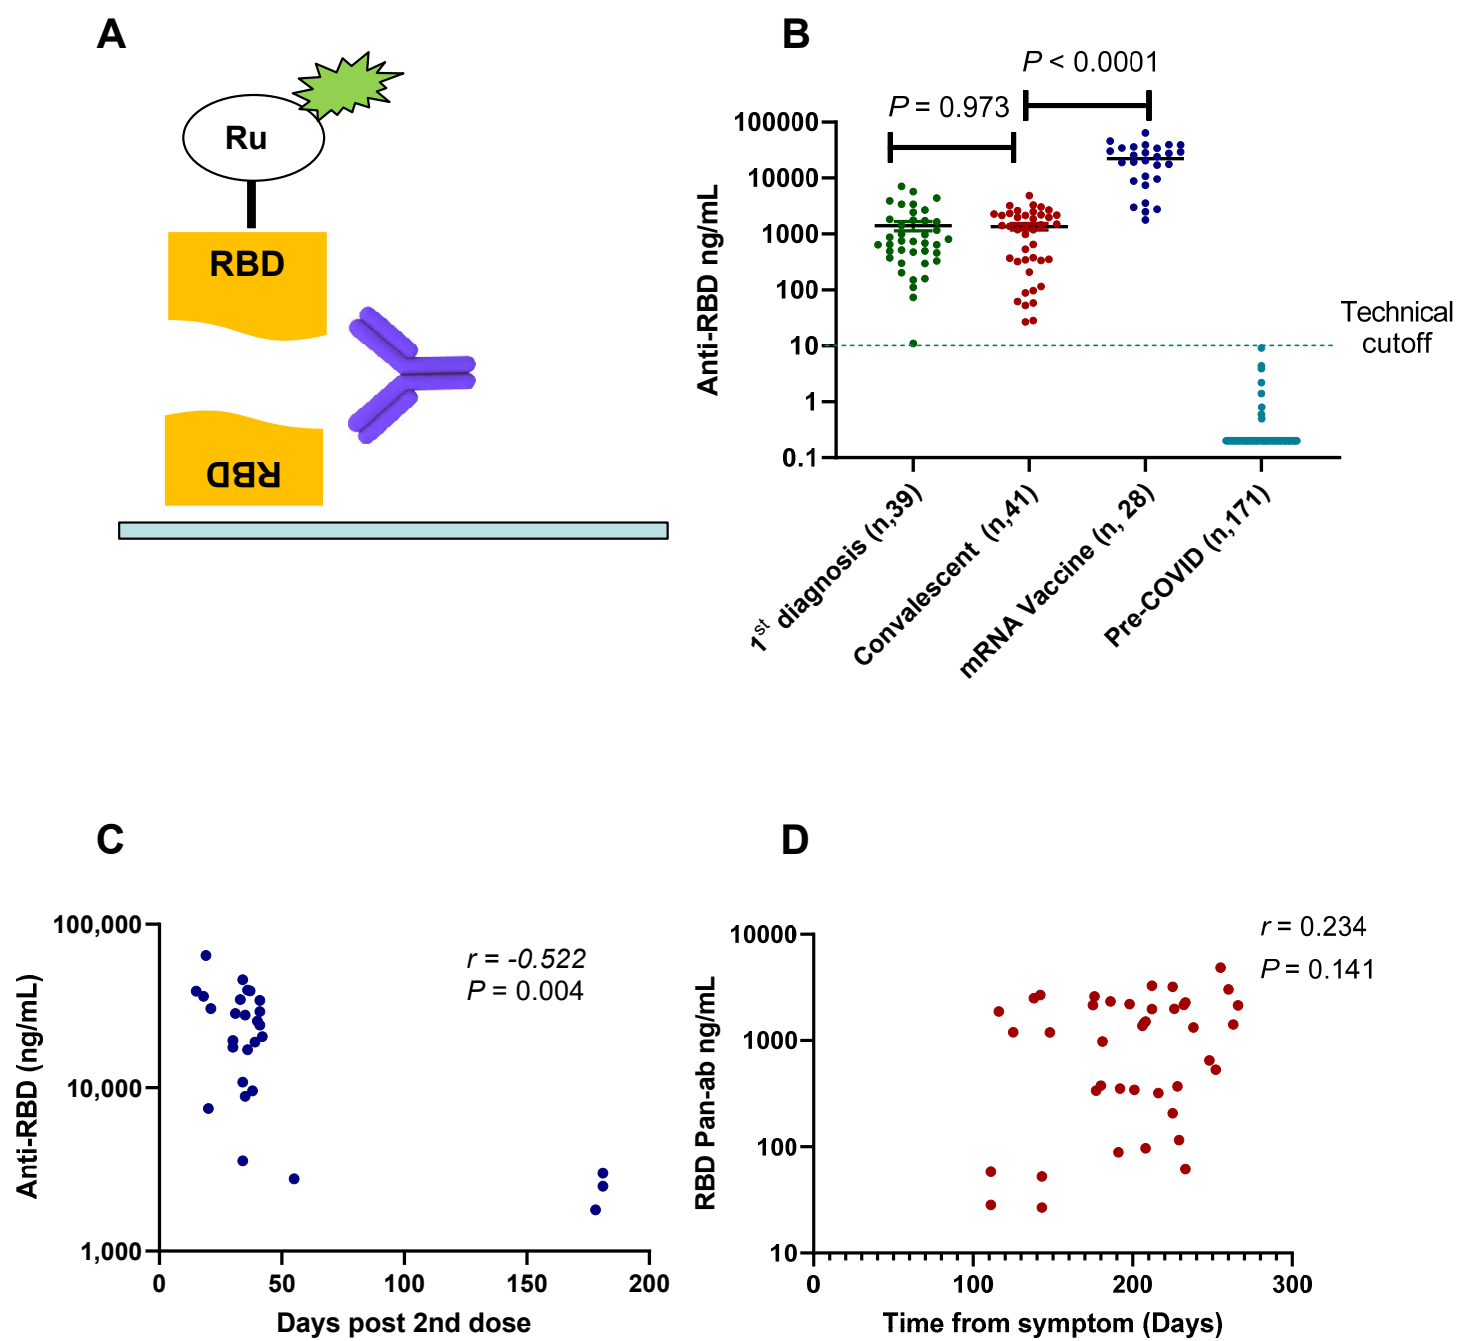 A
Ru
RBD
RBD
B
P < 0.0001
P = 0.973
100000
10000
1000
100
10
1
0.1
Anti-RBD ng/mL
Technical
cutoff
1st diagnosis (n,39)
Convalescent (n,41)
mRNA Vaccine (n, 28)
Pre-COVID (n,171)
C
100,000
10,000
1,000
Anti-RBD (ng/mL)
r = -0.522
P = 0.004
0
50
100
150
200
Days post 2nd dose
D
10000
1000
100
10
RBD Pan-ab ng/mL
r = 0.234
P = 0.141
0
100
200
300
Time from symptom (Days)